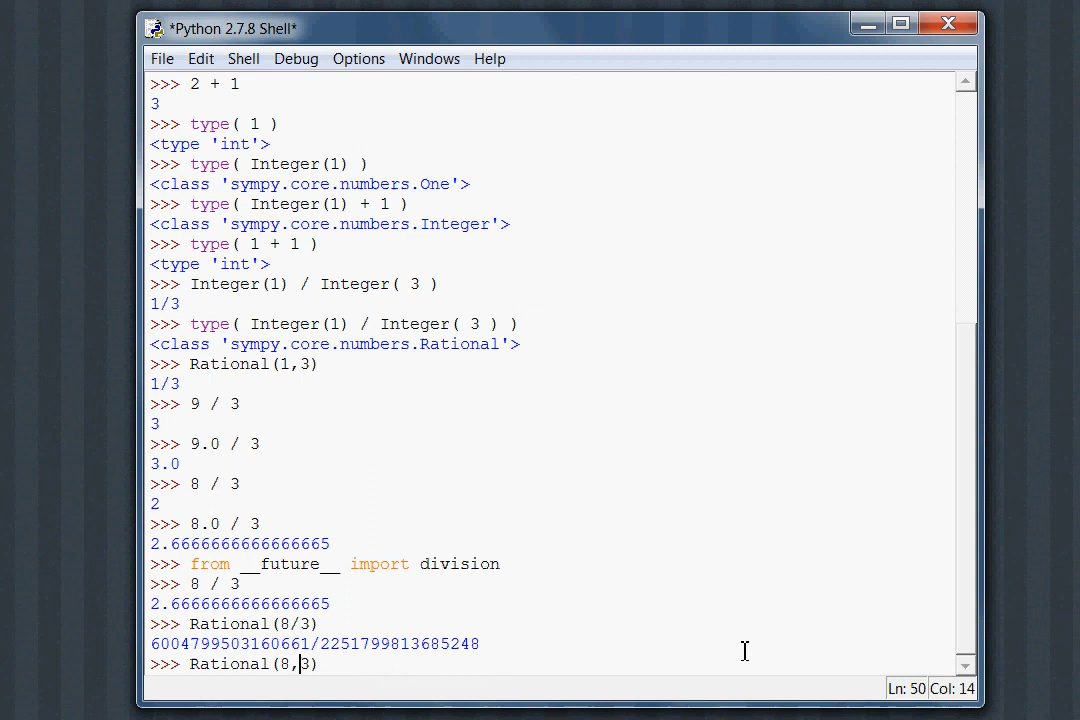 *Python 2.7.8 Shell*
File Edit Shell Debug Options Windows Help
>>> 2 + 1
3
>>> type( 1 )
<type 'int'>
>>> type( Integer(1) )
<class 'sympy.core.numbers.One'>
>>> type( Integer(1) + 1 )
<class 'sympy.core.numbers.Integer'>
>>> type( 1 + 1 )
<type 'int'>
>>> Integer(1) / Integer( 3 )
1/3
>>> type( Integer(1) / Integer( 3 ) )
<class 'sympy.core.numbers.Rational'>
>>> Rational(1,3)
1/3
>>> 9 / 3
3
>>> 9.0 / 3
3.0
>>> 8 / 3
2
>>> 8.0 / 3
2.6666666666666665
>>> from __future__ import division
>>> 8 / 3
2.6666666666666665
>>> Rational(8/3)
6004799503160661/2251799813685248
>>> Rational(8,3)
Ln: 50 Col: 14